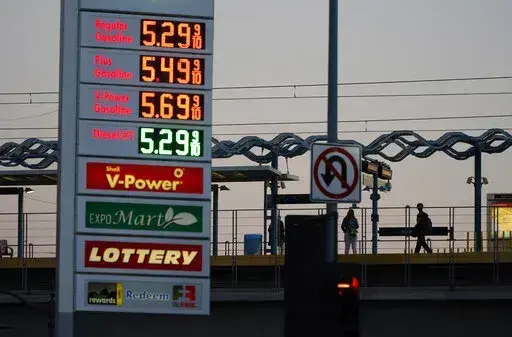 Regular
Gasoline 5.29 9/10
Plus
Gasoline 5.49 9/10
V-Power
Gasoline 5.69 9/10
Diesel#2 5.29 9/10
Shell
V-Power
EXPO Mart
LOTTERY
rewards Redeem